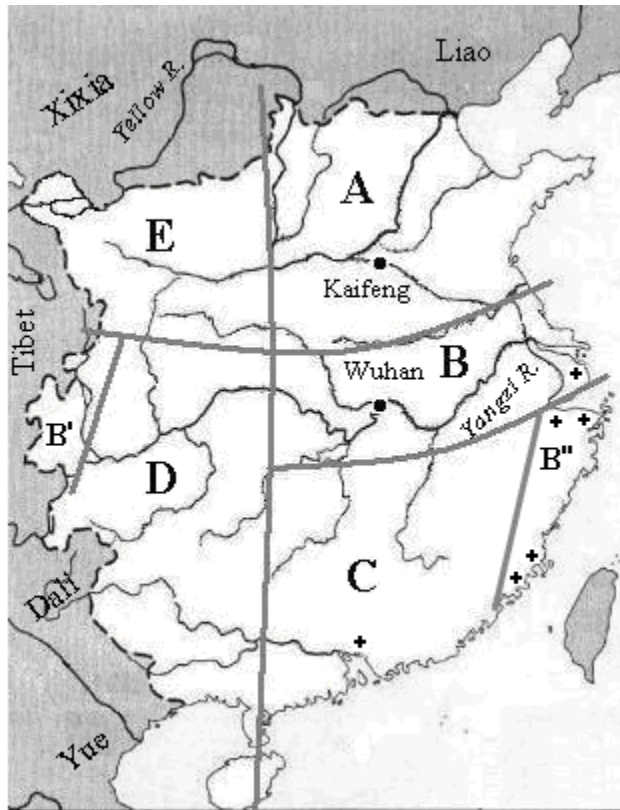 Liao
Xixia
Yellow R.
A
E
Kaifeng
Tibet
Wuhan
B
Yangzi R.
B'
B"
D
C
Dali
Yue